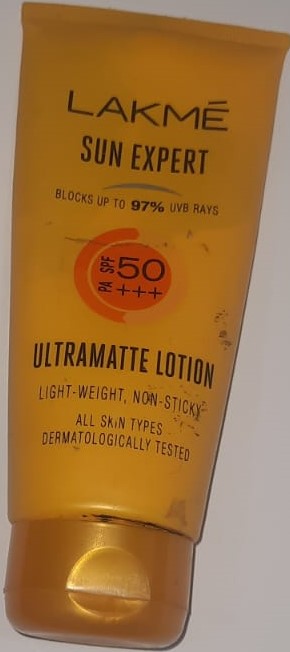 LAKMÉ
SUN EXPERT
BLOCKS UP TO 97% UVB RAYS
SPF 50
PA +++
ULTRAMATTE LOTION
LIGHT-WEIGHT, NON-STICKY
ALL SKiN TYPES
DERMATOLOGICALLY TESTED